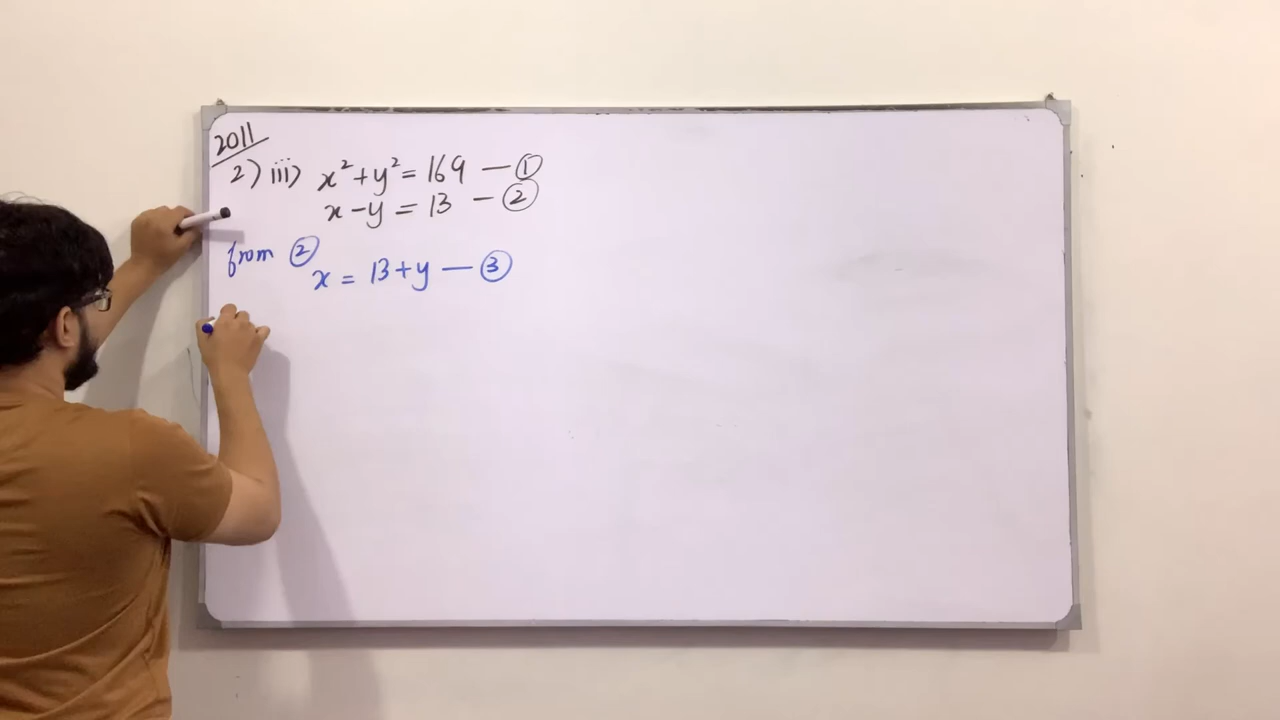 2011
2) iii) x² + y² = 169 — ①
x - y = 13 - ②
from ②
x = 13 + y — ③